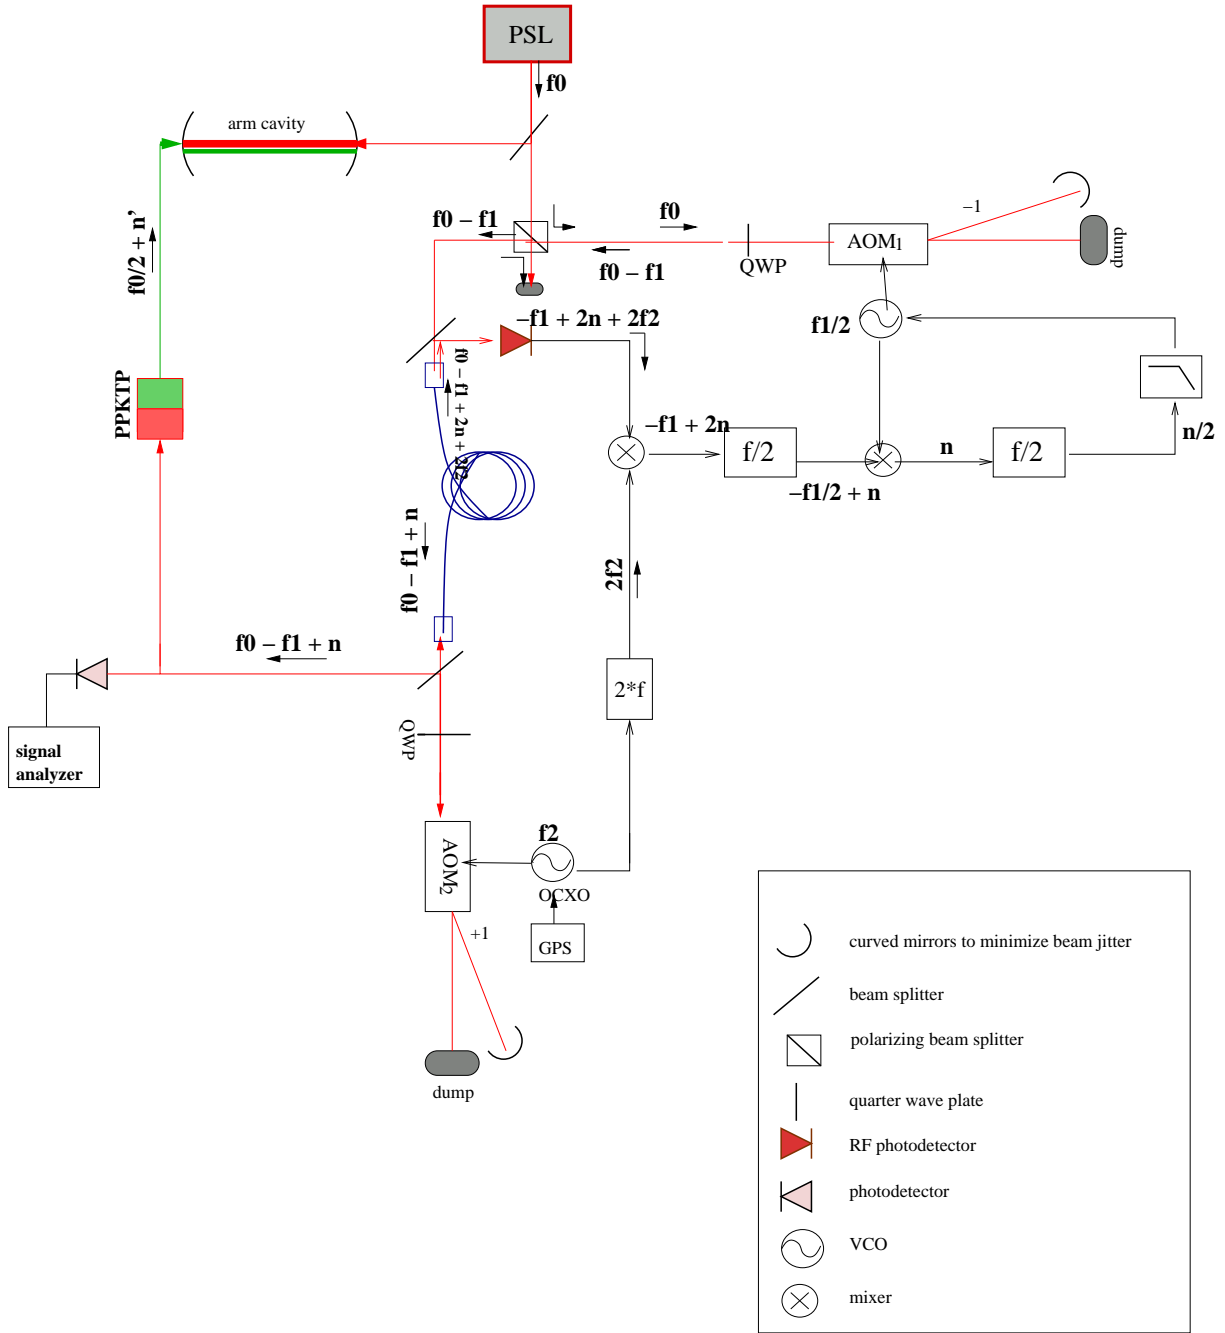 PSL
f0
arm cavity
f0 − f1
f0
f0 − f1
QWP
AOM1
−1
dump
f0/2 + n’
−f1 + 2n + 2f2
f1/2
f0 − f1 + 2n + 2f2
PPKTP
−f1 + 2n
f/2
−f1/2 + n
n
f/2
n/2
f0 − f1 + n
2f2
f0 − f1 + n
2*f
signal
analyzer
QWP
AOM2
f2
OCXO
GPS
+1
dump
curved mirrors to minimize beam jitter
beam splitter
polarizing beam splitter
quarter wave plate
RF photodetector
photodetector
VCO
mixer